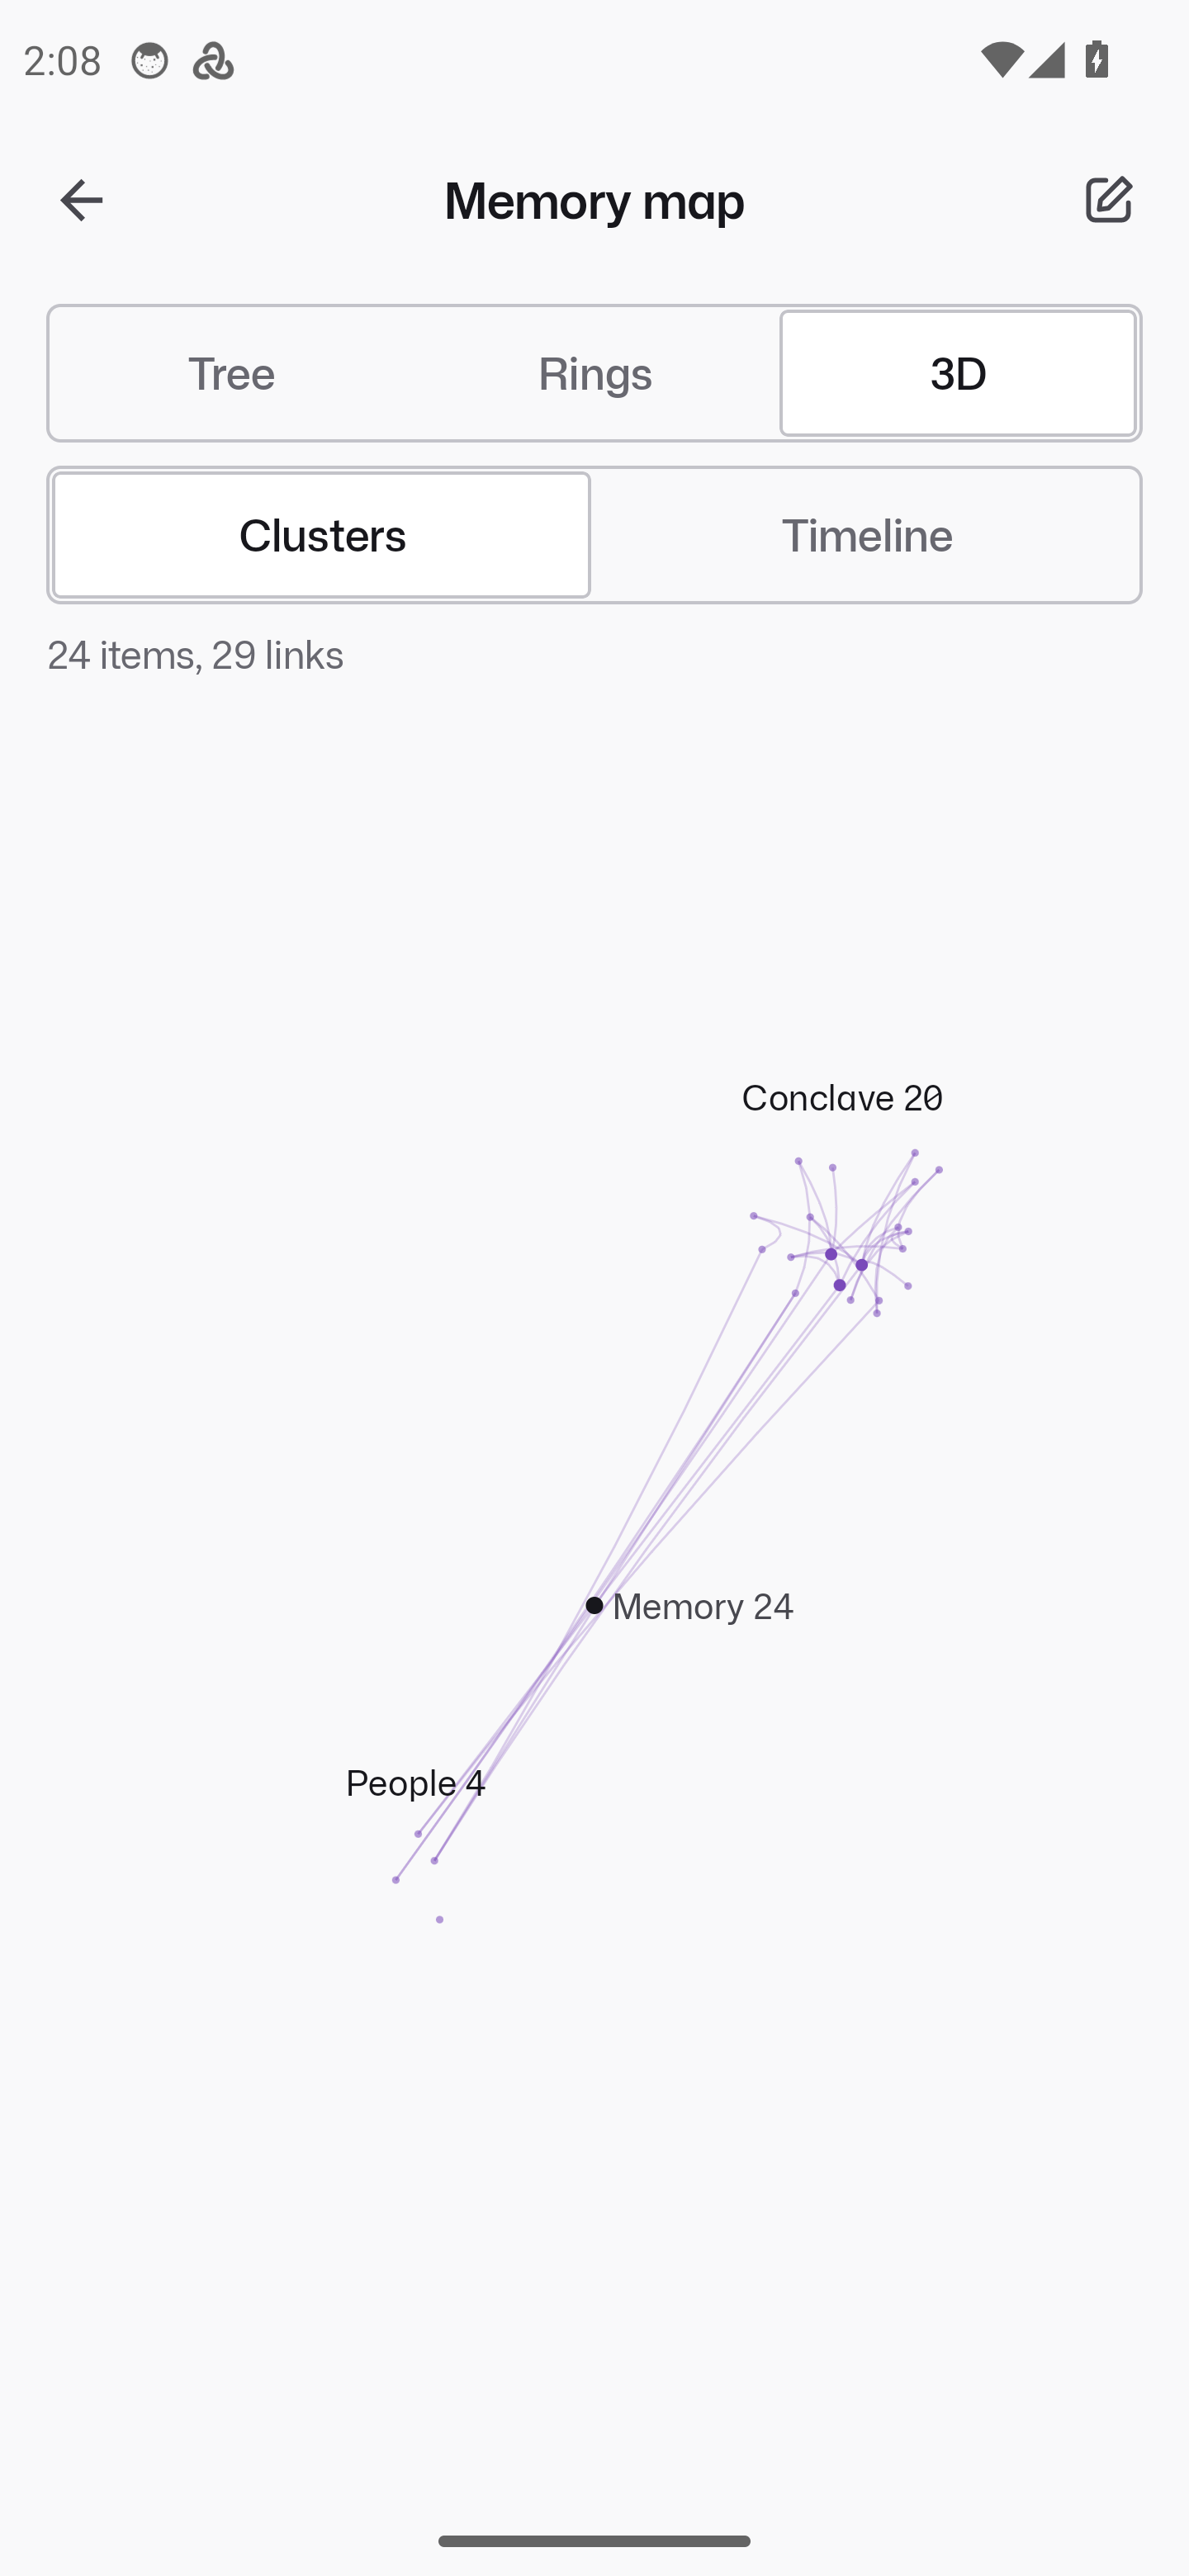 2:08
Memory map
Tree Rings 3D
Clusters Timeline
24 items, 29 links
Conclave 20
Memory 24
People 4